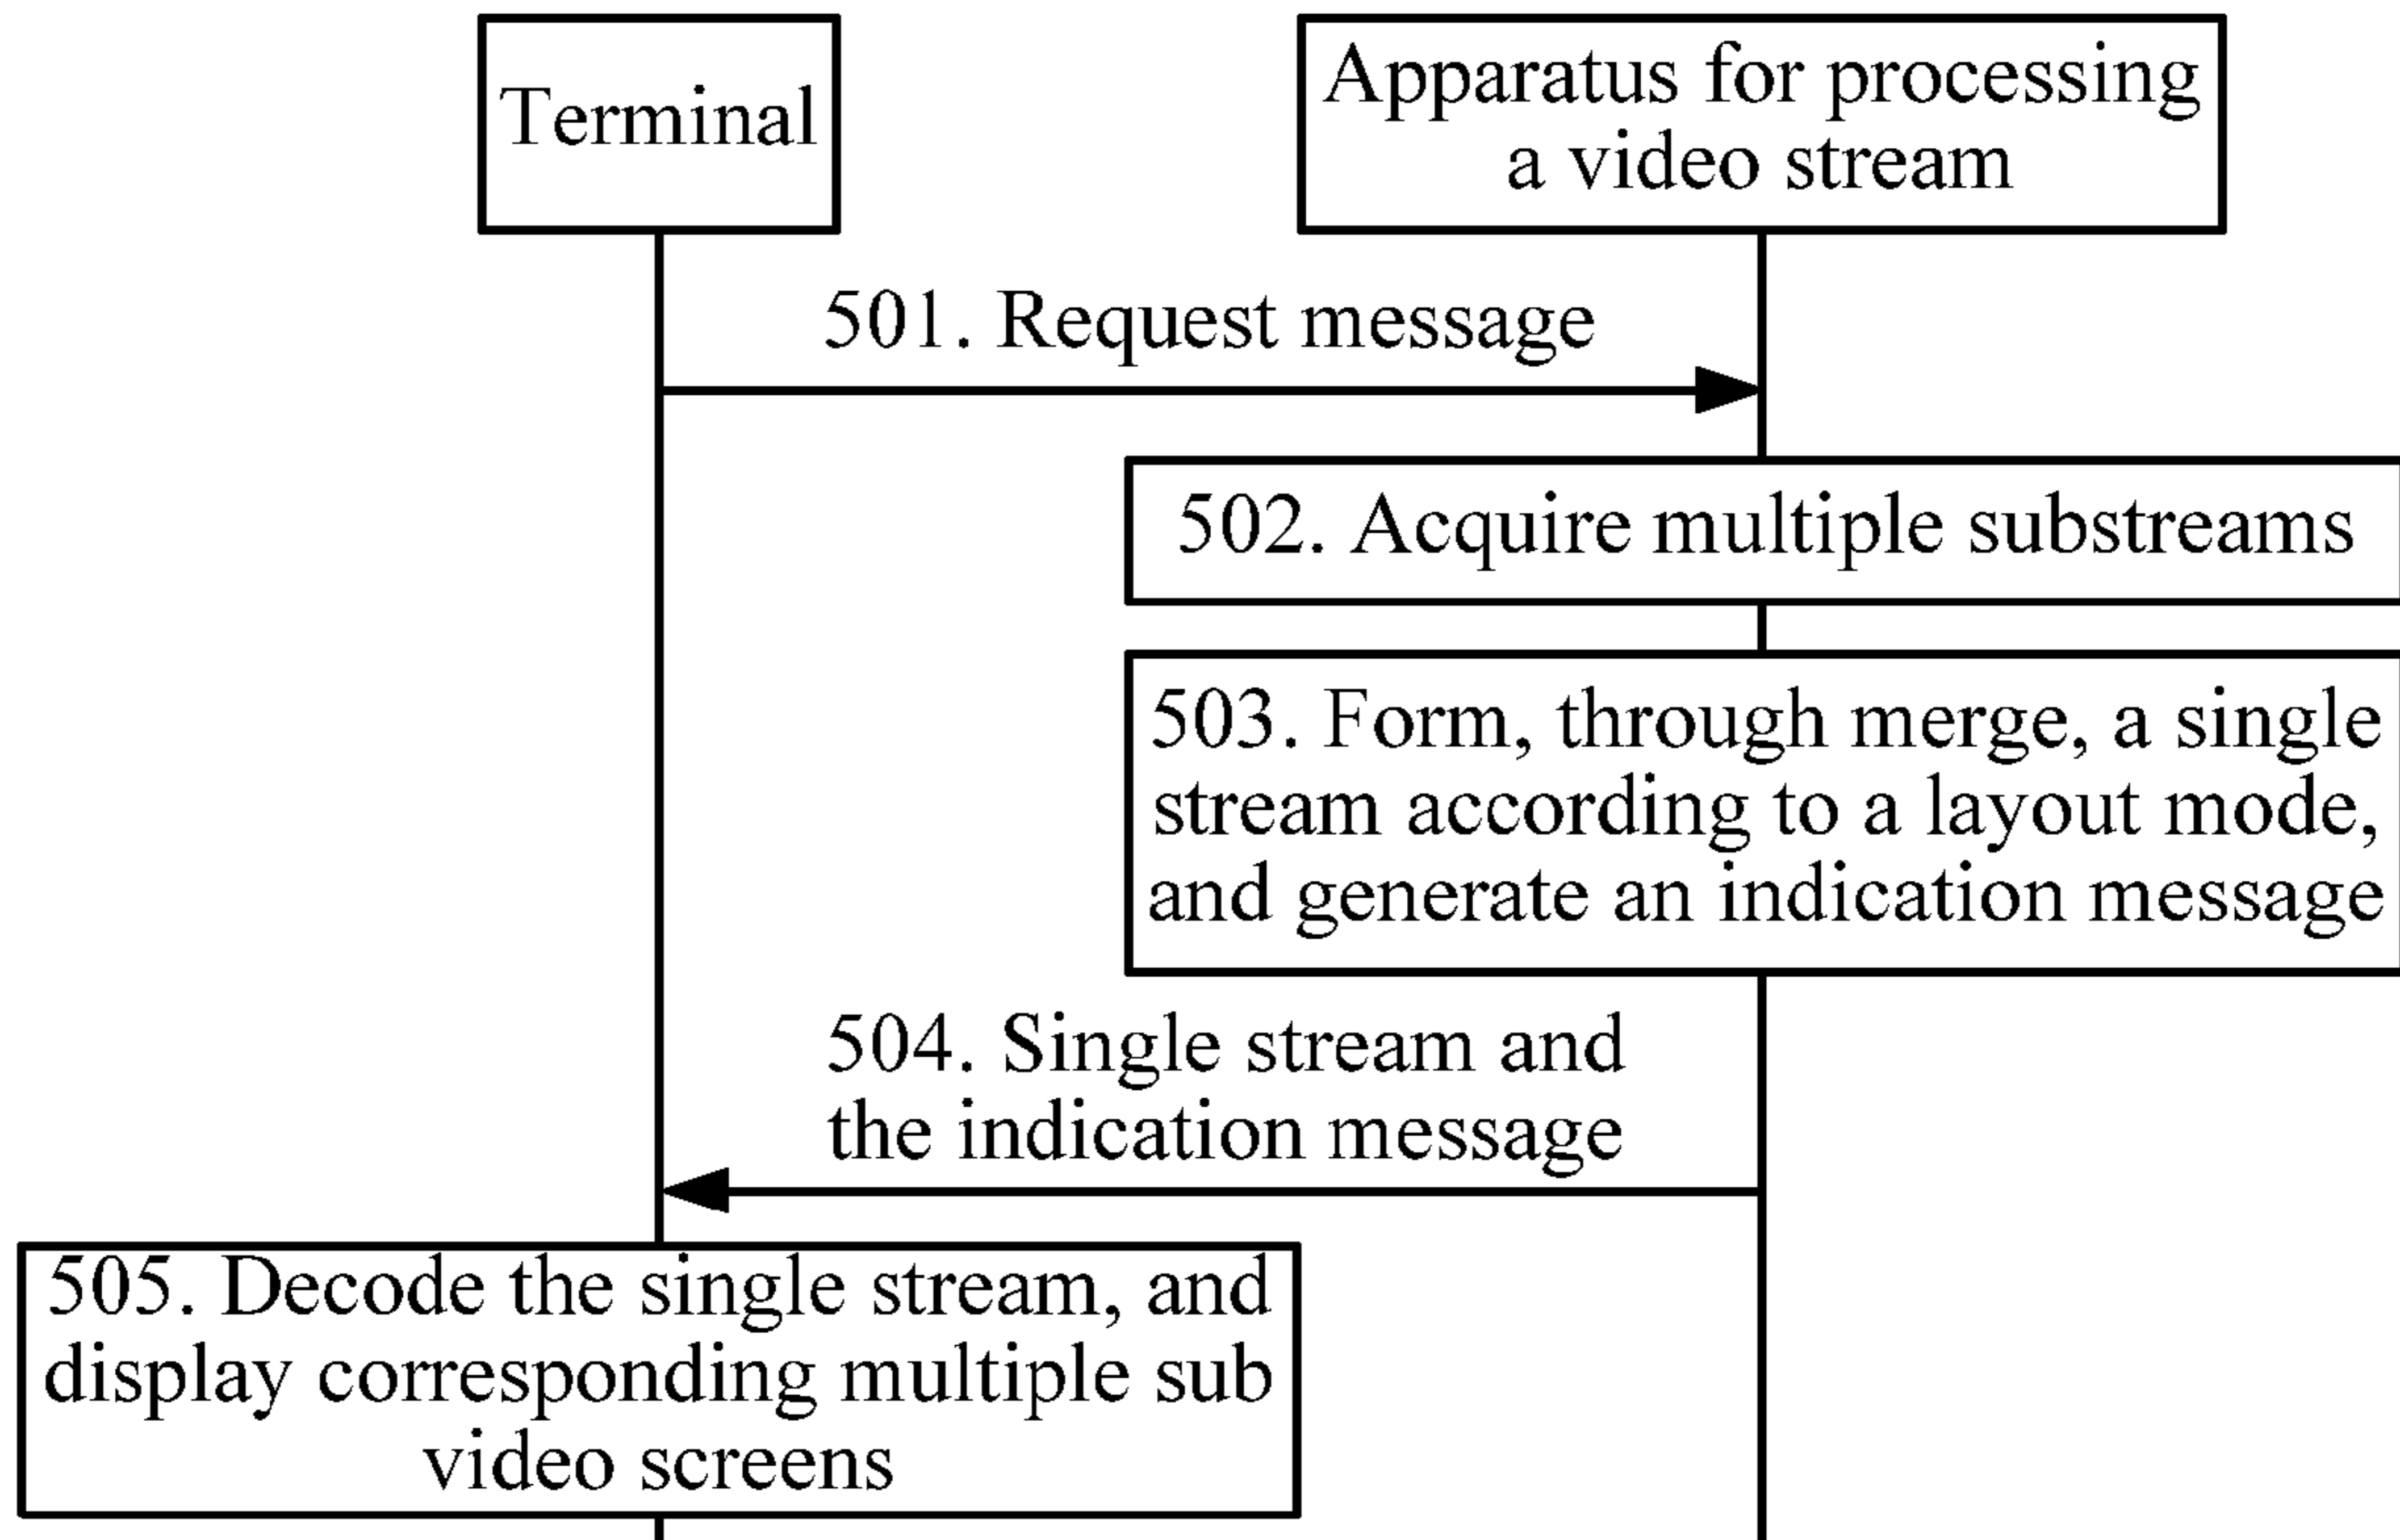 Terminal
Apparatus for processing
a video stream
501. Request message
502. Acquire multiple substreams
503. Form, through merge, a single
stream according to a layout mode,
and generate an indication message
504. Single stream and
the indication message
505. Decode the single stream, and
display corresponding multiple sub
video screens